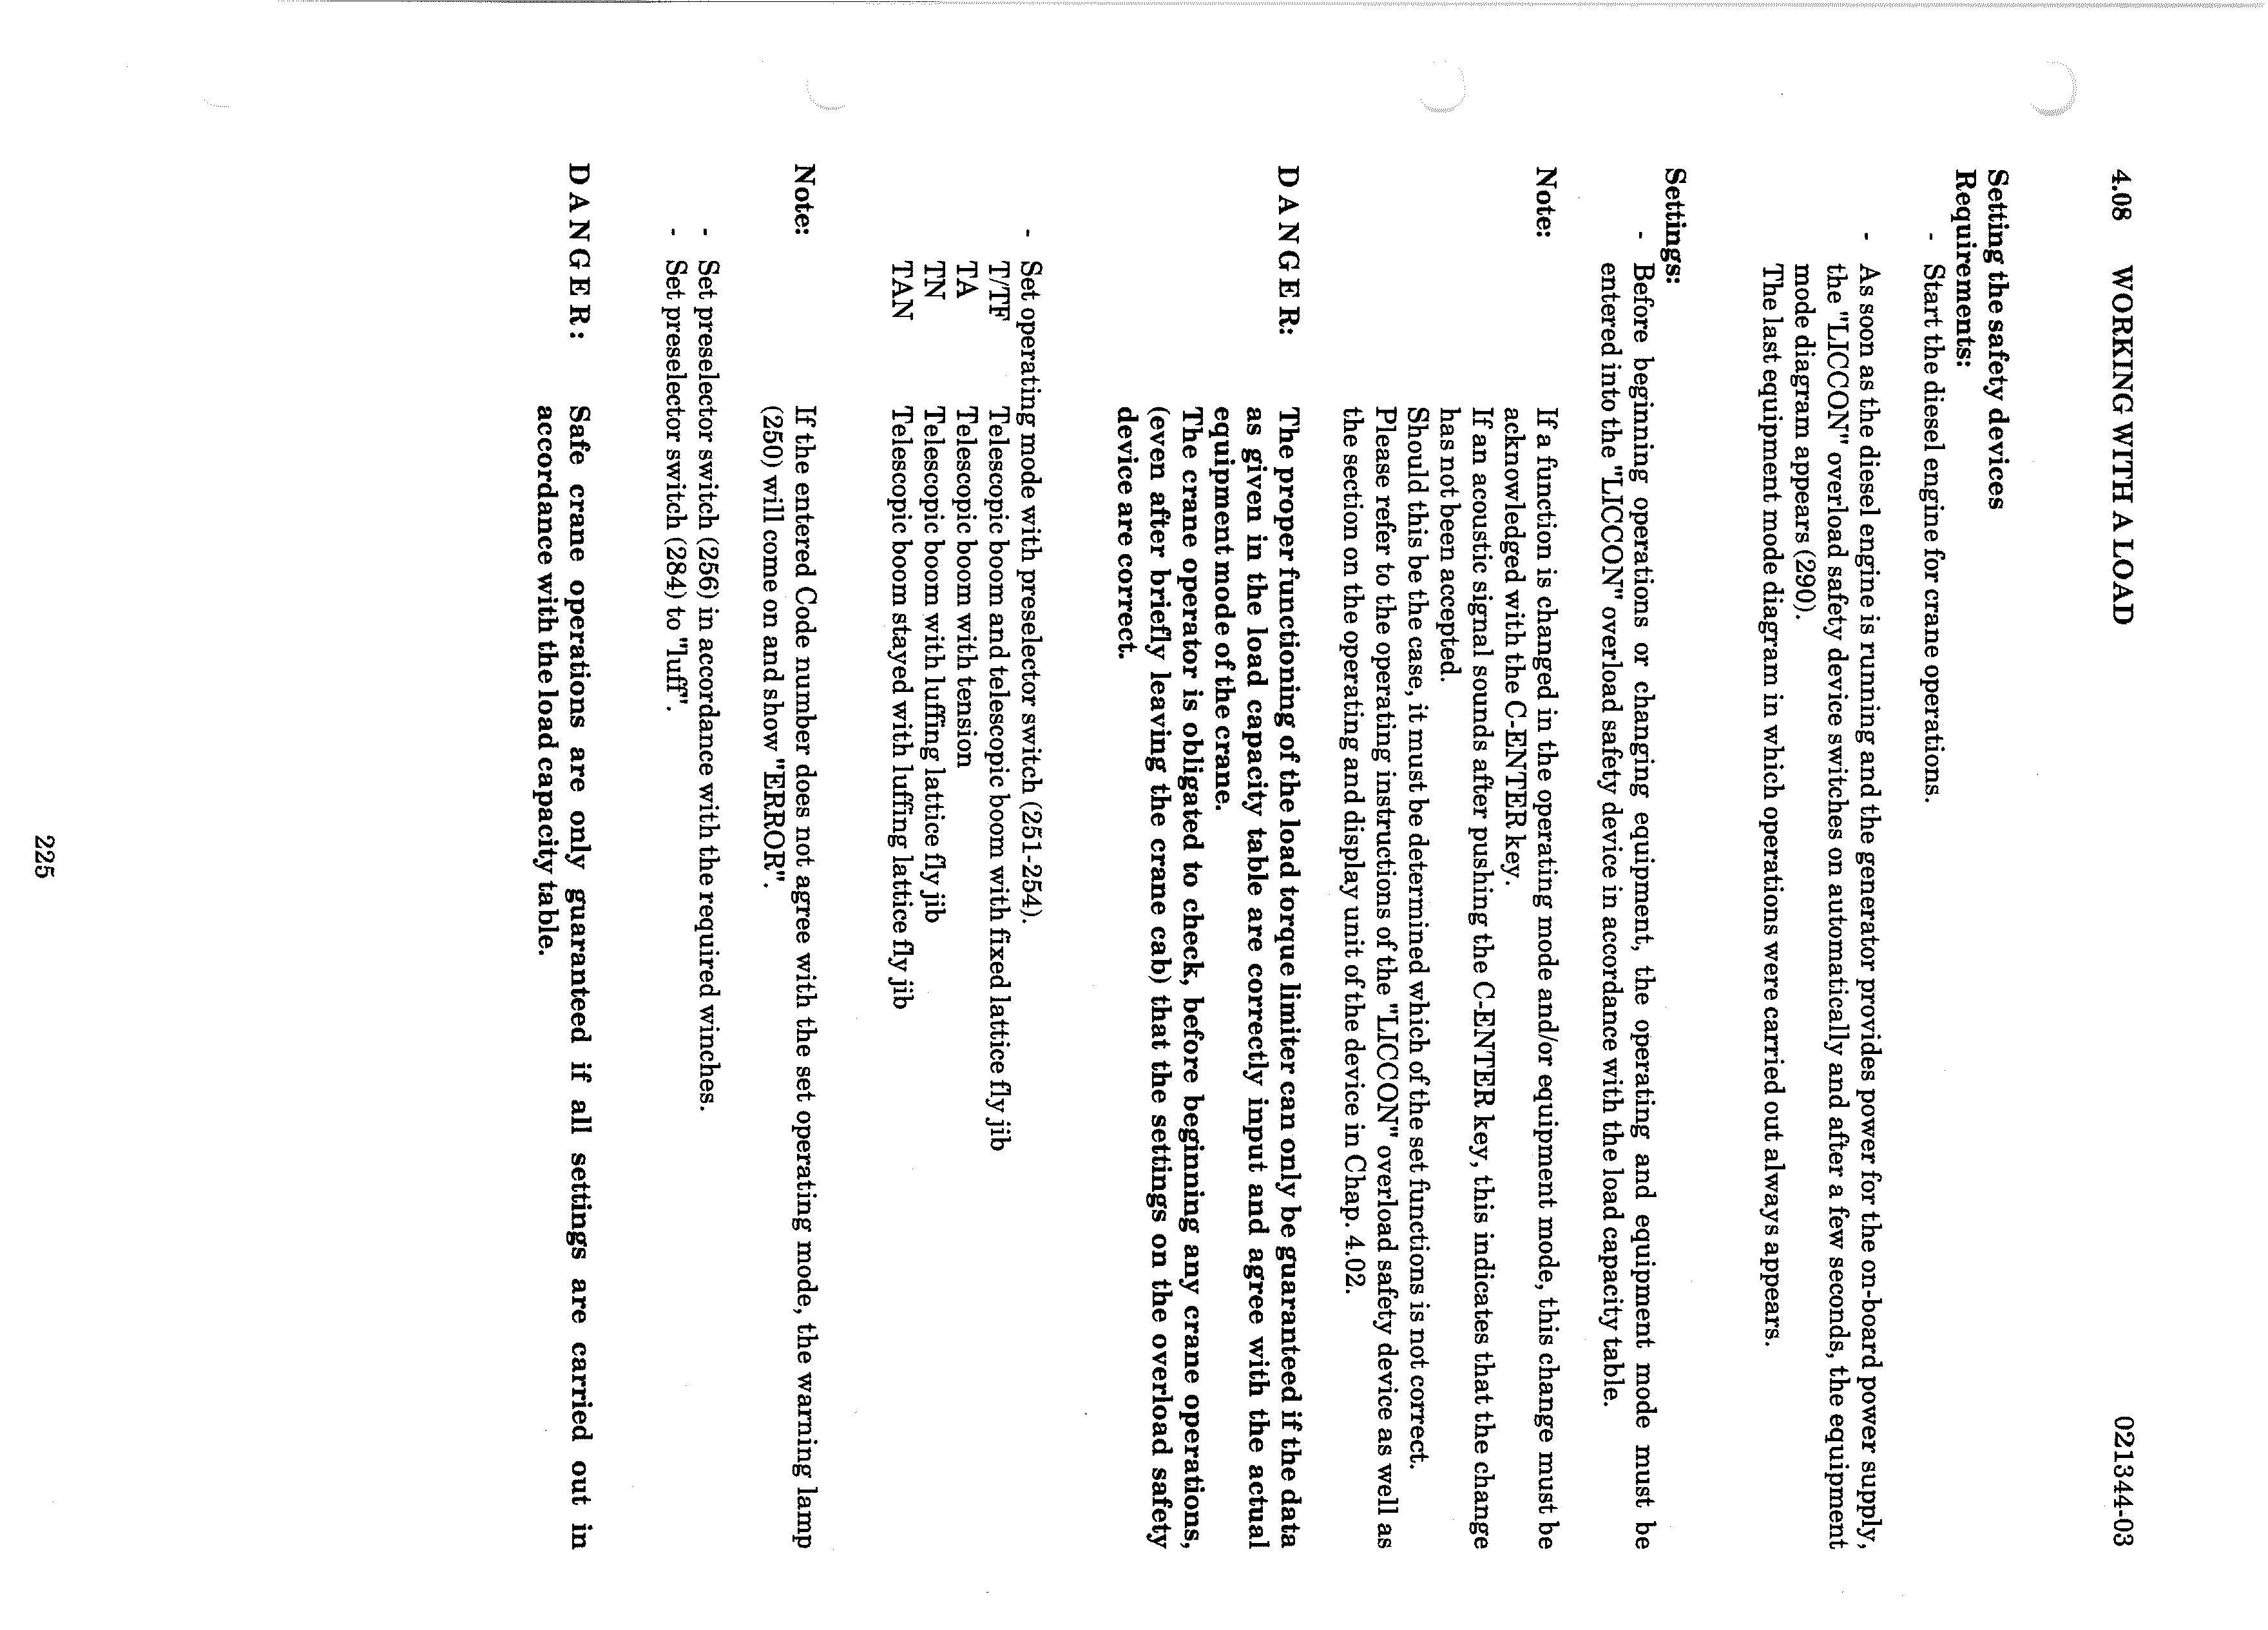 4.08 WORKING WITH A LOAD 021344-03
Setting the safety devices
Requirements:
- Start the diesel engine for crane operations.
- As soon as the diesel engine is running and the generator provides power for the on-board power supply,
the "LICCON" overload safety device switches on automatically and after a few seconds, the equipment
mode diagram appears (290).
The last equipment mode diagram in which operations were carried out always appears.
Settings:
- Before beginning operations or changing equipment, the operating and equipment mode must be
entered into the "LICCON" overload safety device in accordance with the load capacity table.
Note: If a function is changed in the operating mode and/or equipment mode, this change must be
acknowledged with the C-ENTER key.
If an acoustic signal sounds after pushing the C-ENTER key, this indicates that the change
has not been accepted.
Should this be the case, it must be determined which of the set functions is not correct.
Please refer to the operating instructions of the "LICCON" overload safety device as well as
the section on the operating and display unit of the device in Chap. 4.02.
D A N G E R: The proper functioning of the load torque limiter can only be guaranteed if the data
as given in the load capacity table are correctly input and agree with the actual
equipment mode of the crane.
The crane operator is obligated to check, before beginning any crane operations,
(even after briefly leaving the crane cab) that the settings on the overload safety
device are correct.
- Set operating mode with preselector switch (251-254).
T/TF Telescopic boom and telescopic boom with fixed lattice fly jib
TA Telescopic boom with tension
TN Telescopic boom with luffing lattice fly jib
TAN Telescopic boom stayed with luffing lattice fly jib
Note: If the entered Code number does not agree with the set operating mode, the warning lamp
(250) will come on and show "ERROR".
- Set preselector switch (256) in accordance with the required winches.
- Set preselector switch (284) to "luff".
D A N G E R : Safe crane operations are only guaranteed if all settings are carried out in
accordance with the load capacity table.
225